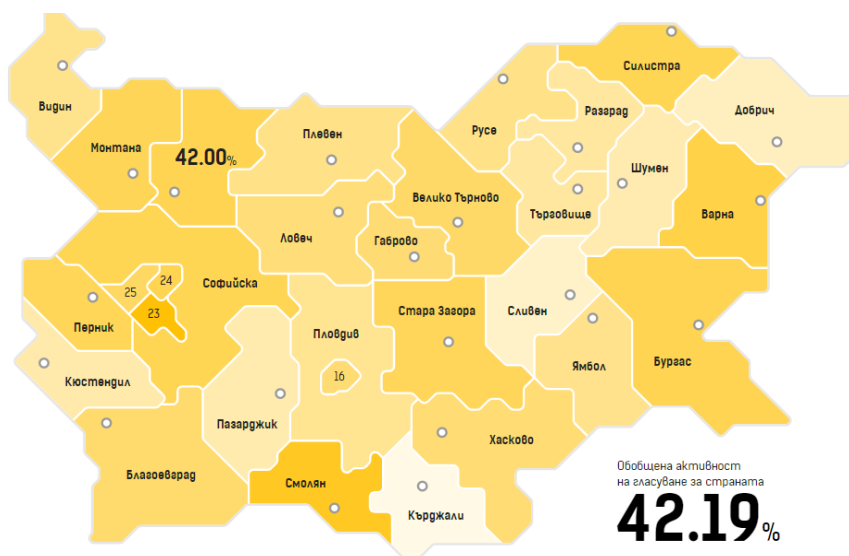 Силистра
Видин
Разград
Добрич
Русе
Плевен
Монтана
42.00%
Шумен
Велико Търново
Търговище
Варна
Ловеч
Габрово
Софийска
24
25
23
Перник
Стара Загора
Сливен
Пловдив
Бургас
Ямбол
16
Кюстендил
Пазарджик
Хасково
Благоевград
Смолян
Кърджали
Обобщена активност
на гласуване за страната
42.19%